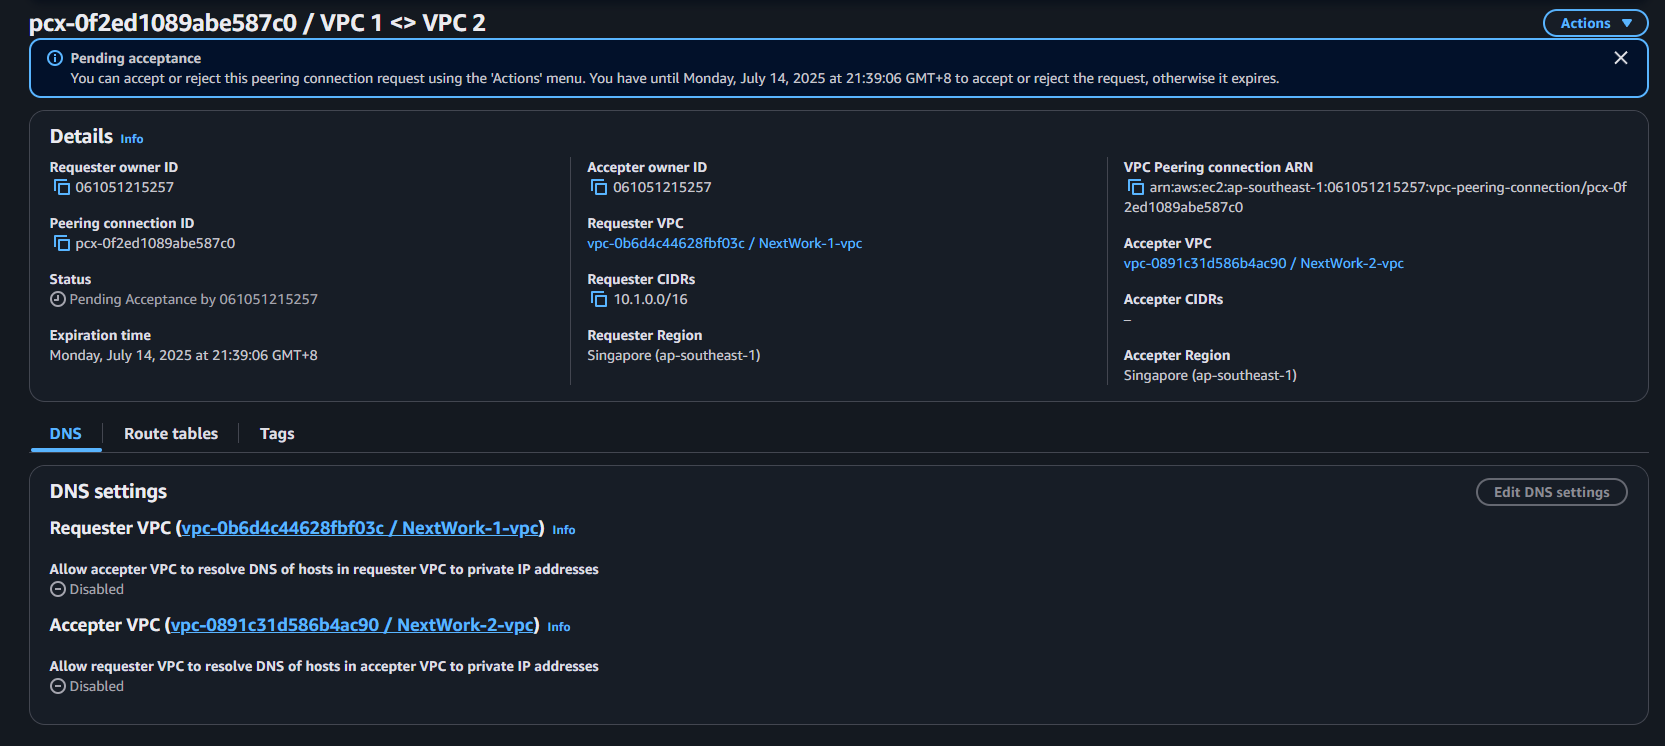 pcx-0f2ed1089abe587c0 / VPC 1 <> VPC 2
Actions
Pending acceptance
You can accept or reject this peering connection request using the 'Actions' menu. You have until Monday, July 14, 2025 at 21:39:06 GMT+8 to accept or reject the request, otherwise it expires.
Details Info
Requester owner ID
061051215257
Peering connection ID
pcx-0f2ed1089abe587c0
Status
Pending Acceptance by 061051215257
Expiration time
Monday, July 14, 2025 at 21:39:06 GMT+8
Accepter owner ID
061051215257
Requester VPC
vpc-0b6d4c44628fbf03c / NextWork-1-vpc
Requester CIDRs
10.1.0.0/16
Requester Region
Singapore (ap-southeast-1)
VPC Peering connection ARN
arn:aws:ec2:ap-southeast-1:061051215257:vpc-peering-connection/pcx-0f
2ed1089abe587c0
Accepter VPC
vpc-0891c31d586b4ac90 / NextWork-2-vpc
Accepter CIDRs
–
Accepter Region
Singapore (ap-southeast-1)
DNS
Route tables
Tags
DNS settings
Edit DNS settings
Requester VPC (vpc-0b6d4c44628fbf03c / NextWork-1-vpc) Info
Allow accepter VPC to resolve DNS of hosts in requester VPC to private IP addresses
Disabled
Accepter VPC (vpc-0891c31d586b4ac90 / NextWork-2-vpc) Info
Allow requester VPC to resolve DNS of hosts in accepter VPC to private IP addresses
Disabled